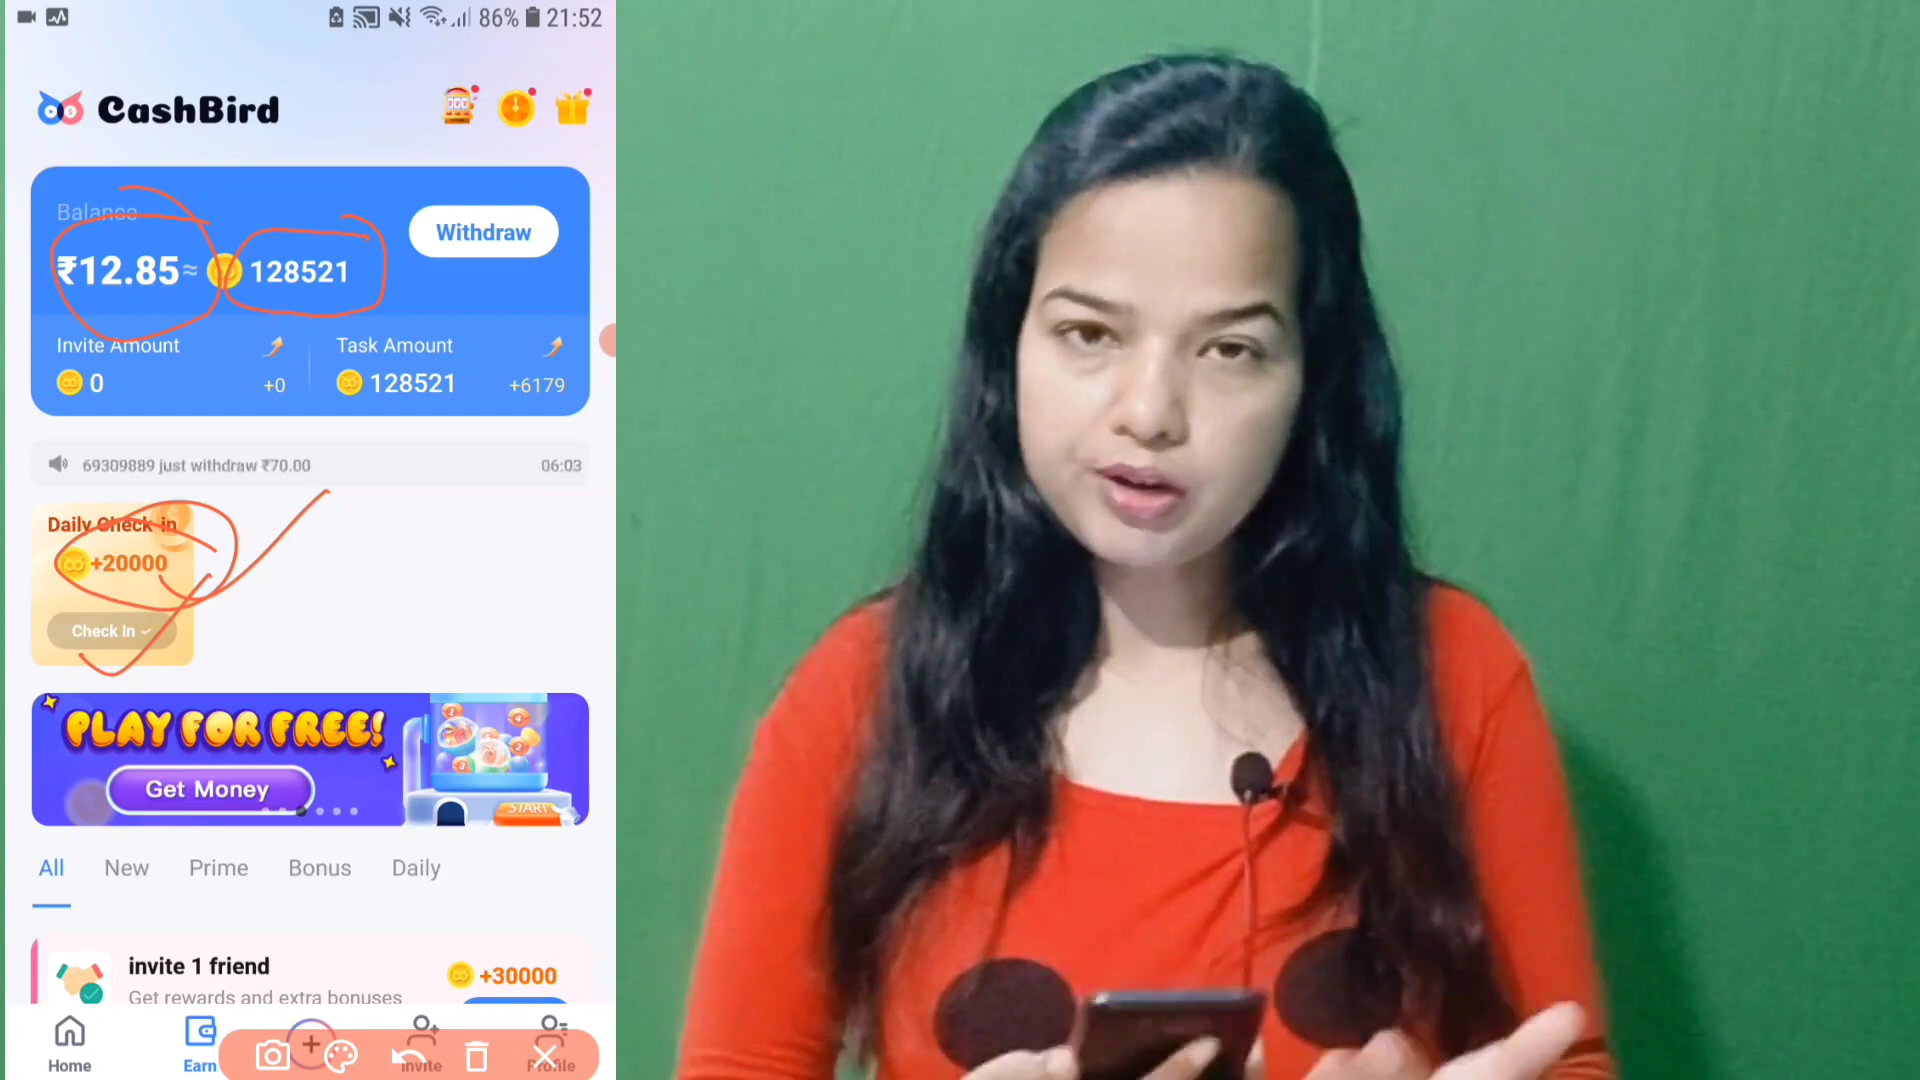 86% 21:52
CashBird
Balance
Withdraw
₹12.85≈ 128521
Invite Amount
0 +0
Task Amount
128521 +6179
69309889 just withdraw ₹70.00 06:03
Daily Check-in
+20000
Check In
PLAY FOR FREE!
Get Money
START
All New Prime Bonus Daily
invite 1 friend
+30000
Get rewards and extra bonuses
Home Earn Invite Profile